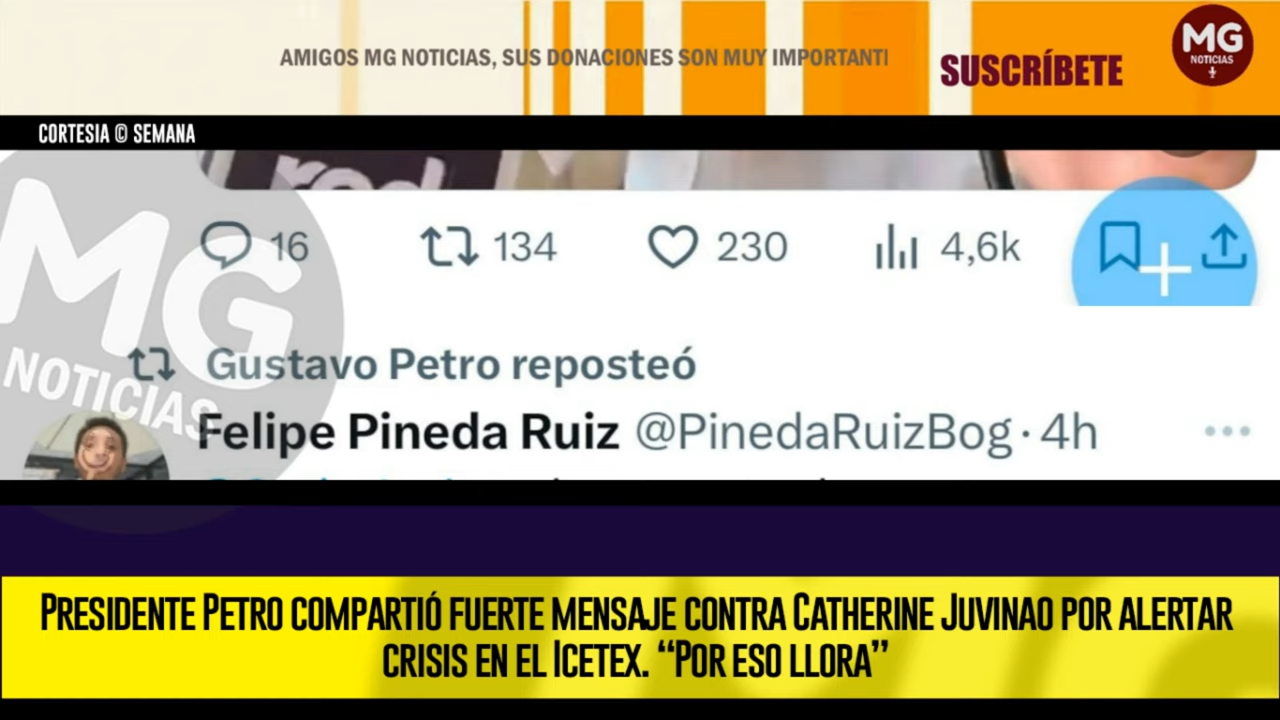 AMIGOS MG NOTICIAS, SUS DONACIONES SON MUY
SUSCRÍBETE
MG
NOTICIAS
CORTESIA © SEMANA
MG
NOTICIAS
16 134 230 4,6k
Gustavo Petro reposteó
Felipe Pineda Ruiz @PinedaRuizBog · 4h
PRESIDENTE PETRO COMPARTIÓ FUERTE MENSAJE CONTRA CATHERINE JUVINAO POR ALERTAR
CRISIS EN EL ICETEX. “POR ESO LLORA”